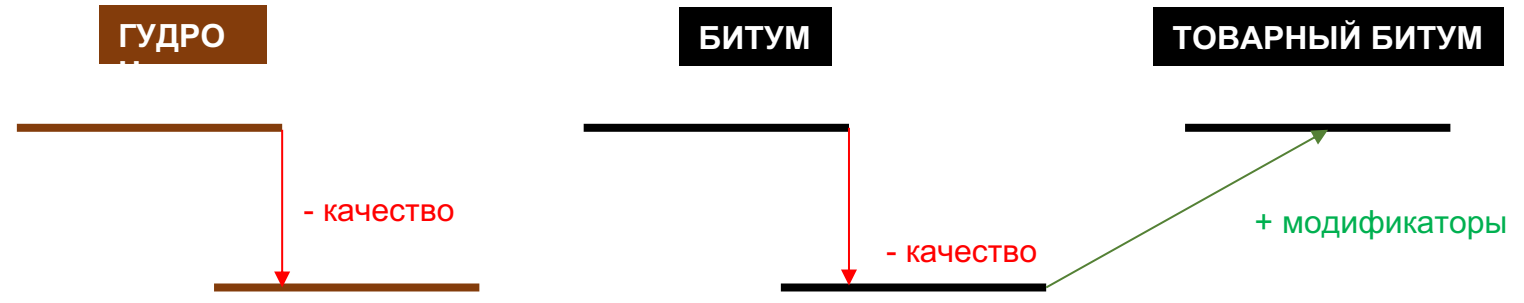 ГУДРО
БИТУМ
ТОВАРНЫЙ БИТУМ
- качество
- качество
+ модификаторы